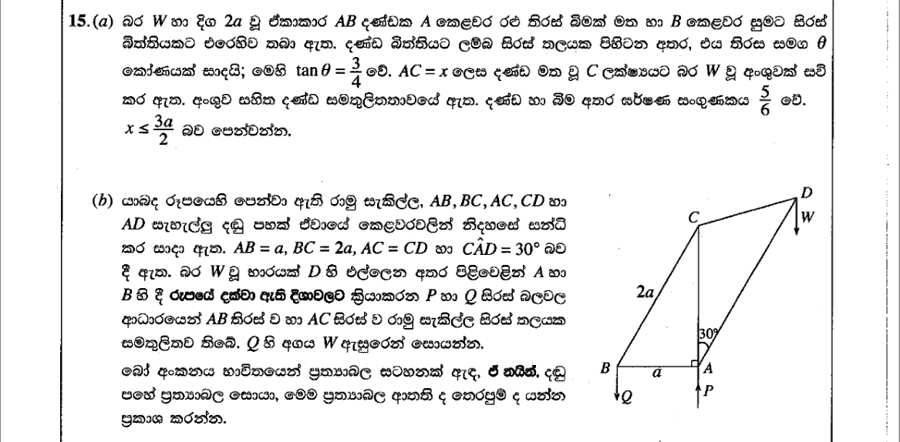 15. (a) බර W හා දිග 2a වූ ඒකාකාර AB දණ්ඩක A කෙළවර රළු තිරස් බිමක් මත හා B කෙළවර සුමට සිරස්
බිත්තියකට එරෙහිව තබා ඇත. දණ්ඩ බිත්තියට ලම්බ සිරස් තලයක පිහිටන අතර, එය තිරස සමග θ
කෝණයක් සාදයි; මෙහි tan θ = 3/4 වේ. AC = x ලෙස දණ්ඩ මත වූ C ලක්ෂ්‍යයට බර W වූ අංශුවක් සවි
කර ඇත. අංශුව සහිත දණ්ඩ සමතුලිතතාවයේ ඇත. දණ්ඩ හා බිම අතර ඝර්ෂණ සංගුණකය 5/6 වේ.
x ≤ 3a/2 බව පෙන්වන්න.
(b) යාබද රූපයෙහි පෙන්වා ඇති රාමු සැකිල්ල, AB, BC, AC, CD හා
AD සැහැල්ලු දඬු පහක් ඒවායේ කෙළවරවලින් නිදහසේ සන්ධි
කර සාදා ඇත. AB = a, BC = 2a, AC = CD හා CÂD = 30° බව
දී ඇත. බර W වූ භාරයක් D හි එල්ලෙන අතර පිළිවෙළින් A හා
B හි දී රූපයේ දක්වා ඇති දිශාවලට ක්‍රියාකරන P හා Q සිරස් බලවල
ආධාරයෙන් AB තිරස් ව හා AC සිරස් ව රාමු සැකිල්ල සිරස් තලයක
සමතුලිතව තිබේ. Q හි අගය W ඇසුරෙන් සොයන්න.
බෝ අංකනය භාවිතයෙන් ප්‍රත්‍යාබල සටහනක් ඇඳ, ඒ නයින්, දඬු
පහේ ප්‍රත්‍යාබල සොයා, මෙම ප්‍රත්‍යාබල ආතති ද තෙරපුම් ද යන්න
ප්‍රකාශ කරන්න.
D
C
W
2a
30°
B
a
A
Q
P